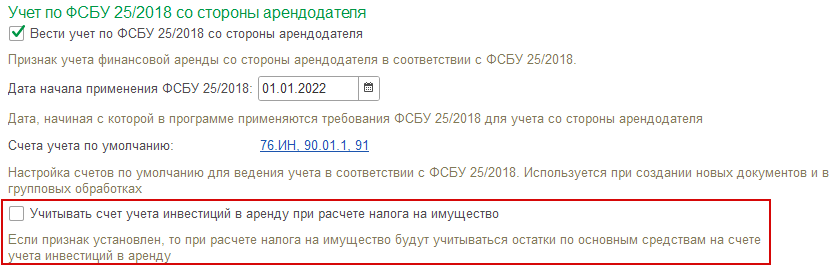 Учет по ФСБУ 25/2018 со стороны арендодателя
Вести учет по ФСБУ 25/2018 со стороны арендодателя
Признак учета финансовой аренды со стороны арендодателя в соответствии с ФСБУ 25/2018.
Дата начала применения ФСБУ 25/2018: 01.01.2022
Дата, начиная с которой в программе применяются требования ФСБУ 25/2018 для учета со стороны арендодателя
Счета учета по умолчанию: 76.ИН, 90.01.1, 91
Настройка счетов по умолчанию для ведения учета в соответствии с ФСБУ 25/2018. Используется при создании новых документов и в
групповых обработках
Учитывать счет учета инвестиций в аренду при расчете налога на имущество
Если признак установлен, то при расчете налога на имущество будут учитываться остатки по основным средствам на счете
учета инвестиций в аренду